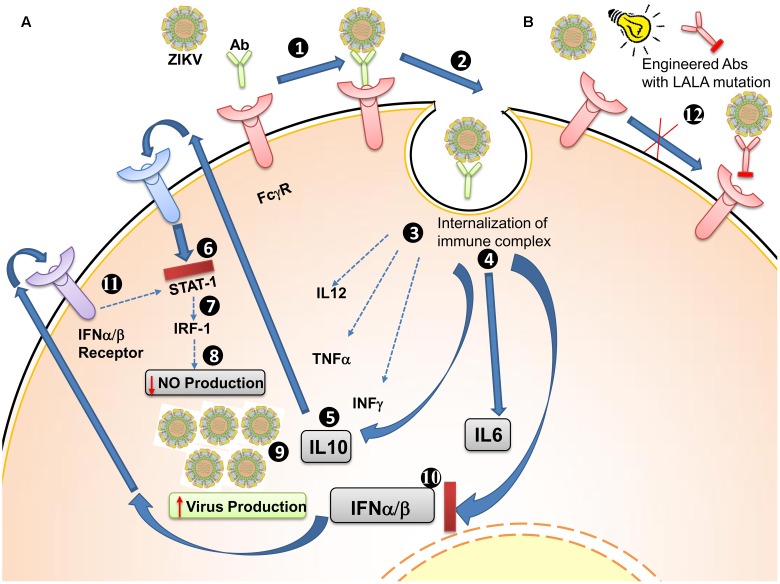 A
B
ZIKV
Ab
1
2
Engineered Abs
with LALA mutation
12
FcγR
3
Internalization of
immune complex
4
6
STAT-1
11
7
IFNα/β
Receptor
IRF-1
8
NO Production
IL12
TNFα
INFγ
5
IL10
IL6
9
10
Virus Production
IFNα/β